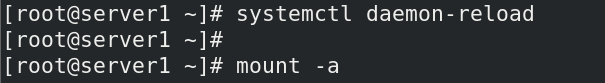 [root@server1 ~]# systemctl daemon-reload
[root@server1 ~]#
[root@server1 ~]# mount -a